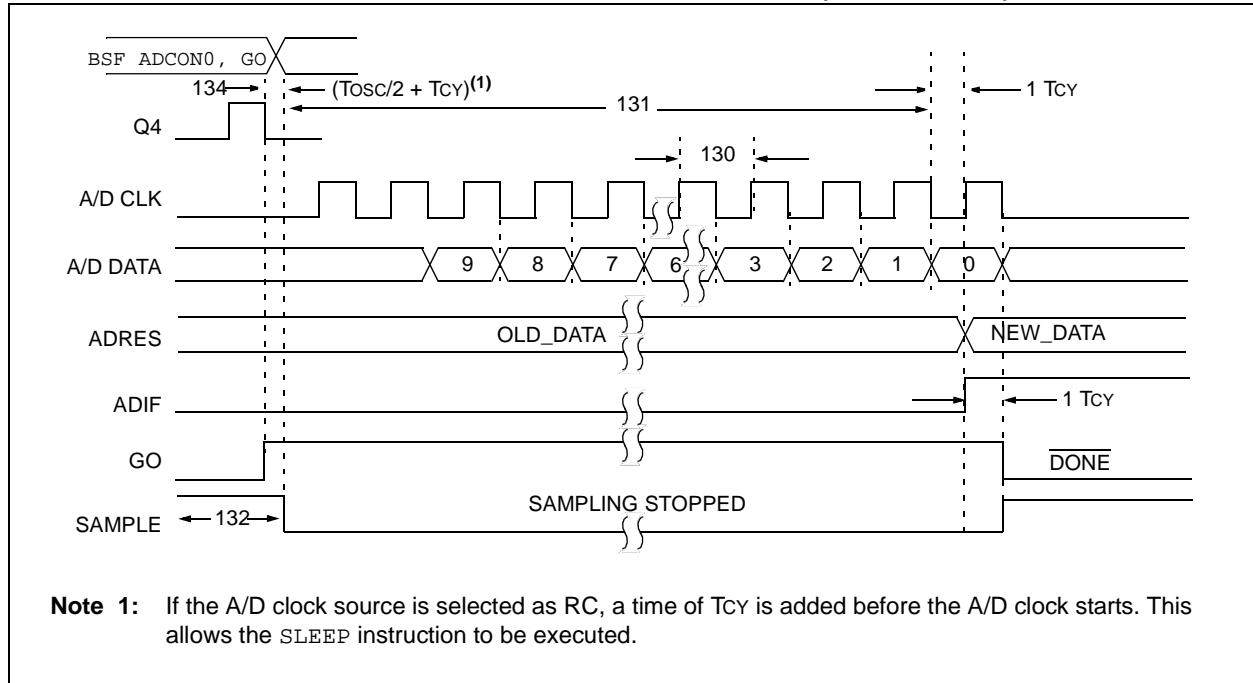 BSF ADCON0, GO
134 (TOSC/2 + TCY)(1) 131 1 TCY
Q4
130
A/D CLK
A/D DATA 9 8 7 6 3 2 1 0
ADRES OLD_DATA NEW_DATA
ADIF 1 TCY
GO DONE
SAMPLE 132 SAMPLING STOPPED
Note 1: If the A/D clock source is selected as RC, a time of TCY is added before the A/D clock starts. This
allows the SLEEP instruction to be executed.